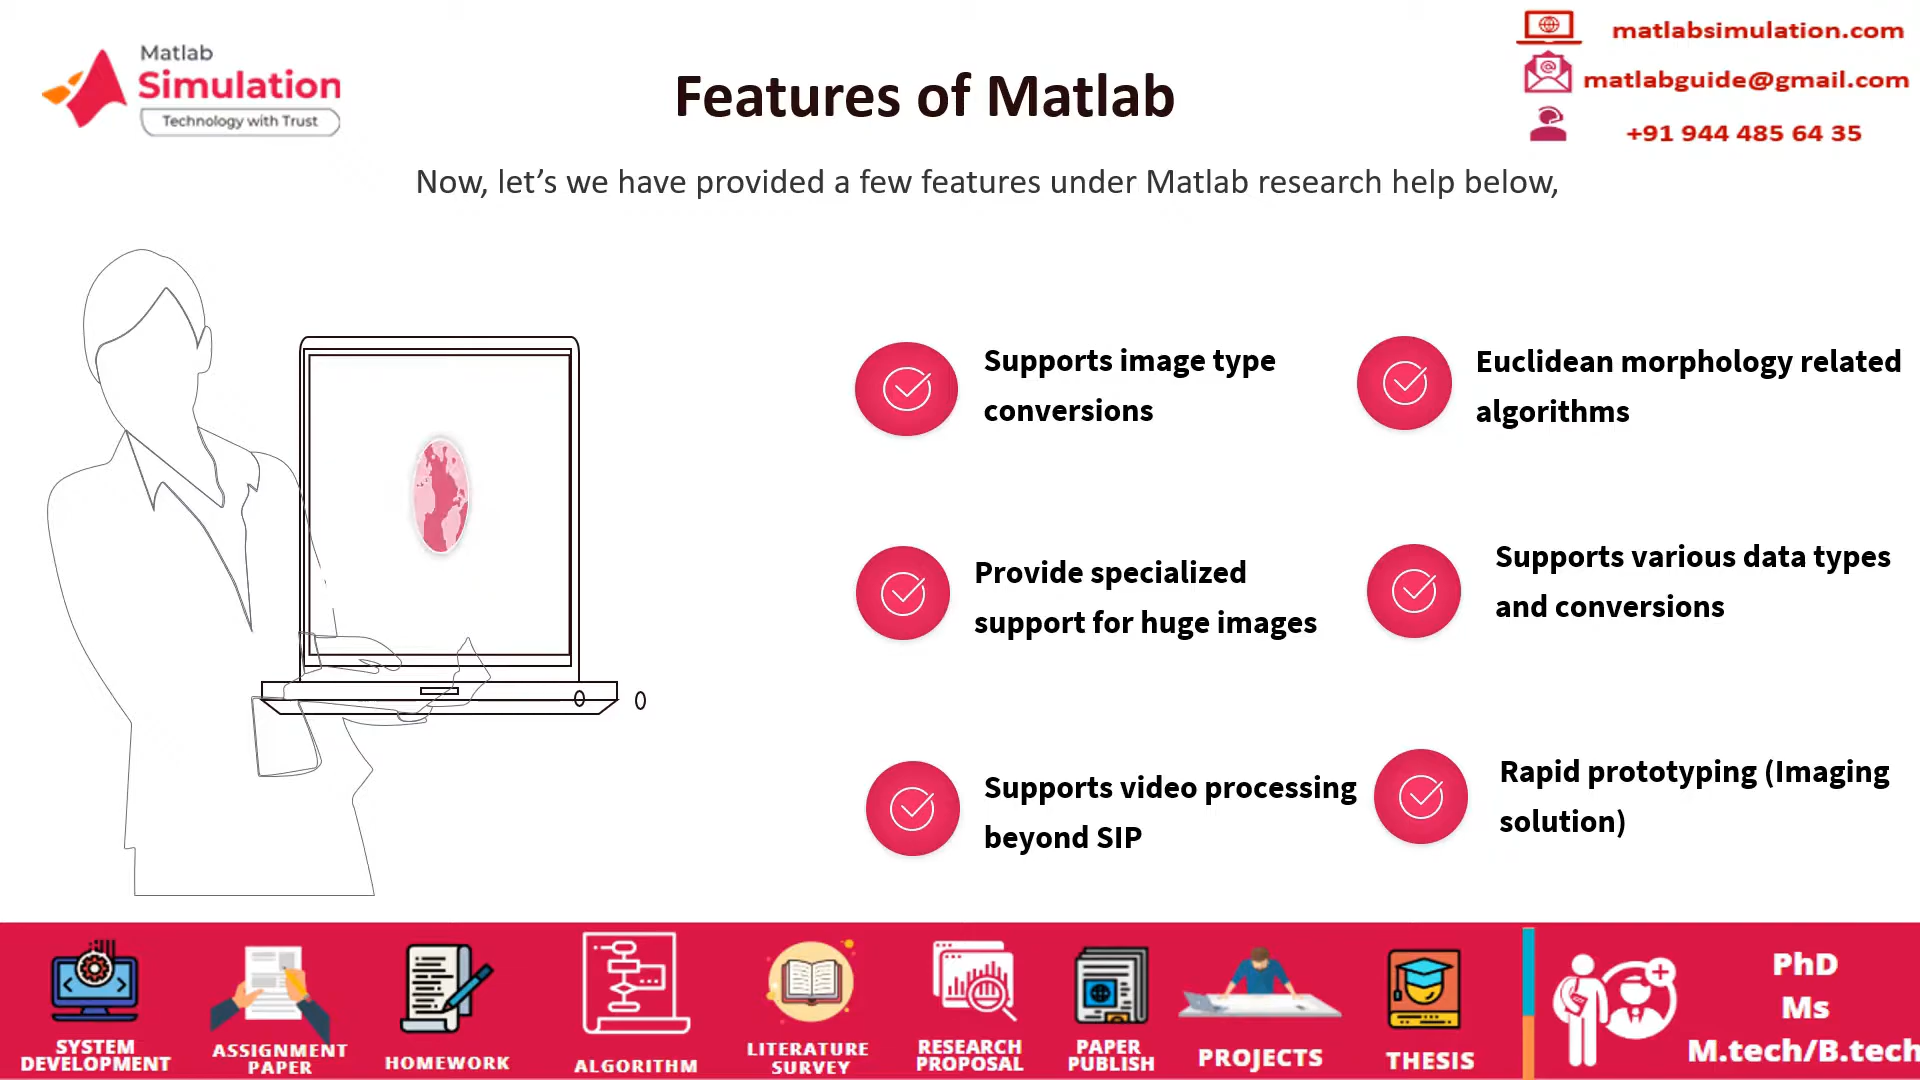 Matlab
Simulation
Technology with Trust
Features of Matlab
matlabsimulation.com
matlabguide@gmail.com
+91 944 485 64 35
Now, let’s we have provided a few features under Matlab research help below,
Supports image type
conversions
Euclidean morphology related
algorithms
Provide specialized
support for huge images
Supports various data types
and conversions
Supports video processing
beyond SIP
Rapid prototyping (Imaging
solution)
SYSTEM
DEVELOPMENT
ASSIGNMENT
PAPER
HOMEWORK
ALGORITHM
LITERATURE
SURVEY
RESEARCH
PROPOSAL
PAPER
PUBLISH
PROJECTS
THESIS
PhD
Ms
M.tech/B.tech